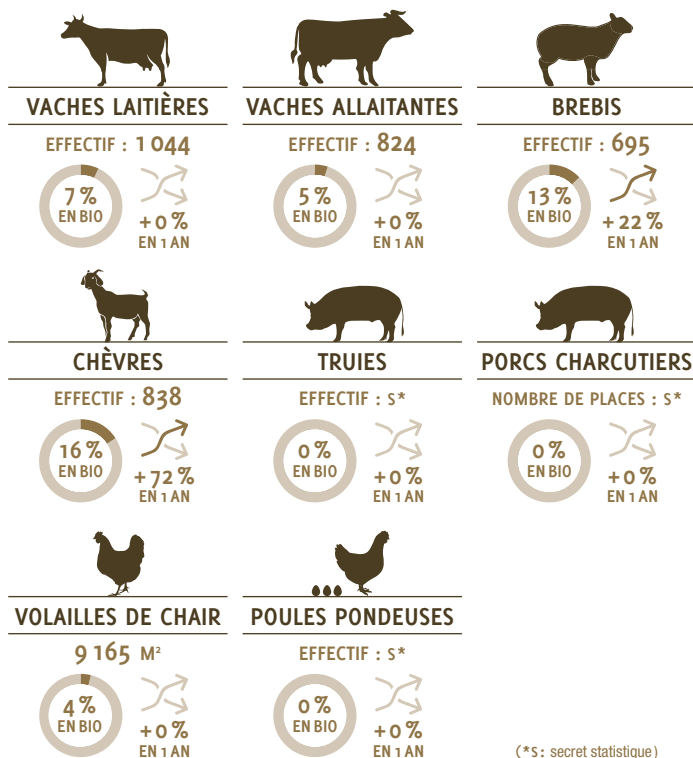 VACHES LAITIÈRES
EFFECTIF : 1 044
7 %
EN BIO
+0 %
EN 1 AN
VACHES ALLAITANTES
EFFECTIF : 824
5 %
EN BIO
+0 %
EN 1 AN
BREBIS
EFFECTIF : 695
13 %
EN BIO
+22 %
EN 1 AN
CHÈVRES
EFFECTIF : 838
16 %
EN BIO
+72 %
EN 1 AN
TRUIES
EFFECTIF : S*
0 %
EN BIO
+0 %
EN 1 AN
PORCS CHARCUTIERS
NOMBRE DE PLACES : S*
0 %
EN BIO
+0 %
EN 1 AN
VOLAILLES DE CHAIR
9 165 M²
4 %
EN BIO
+0 %
EN 1 AN
POULES PONDEUSES
EFFECTIF : S*
0 %
EN BIO
+0 %
EN 1 AN
(*S : secret statistique)